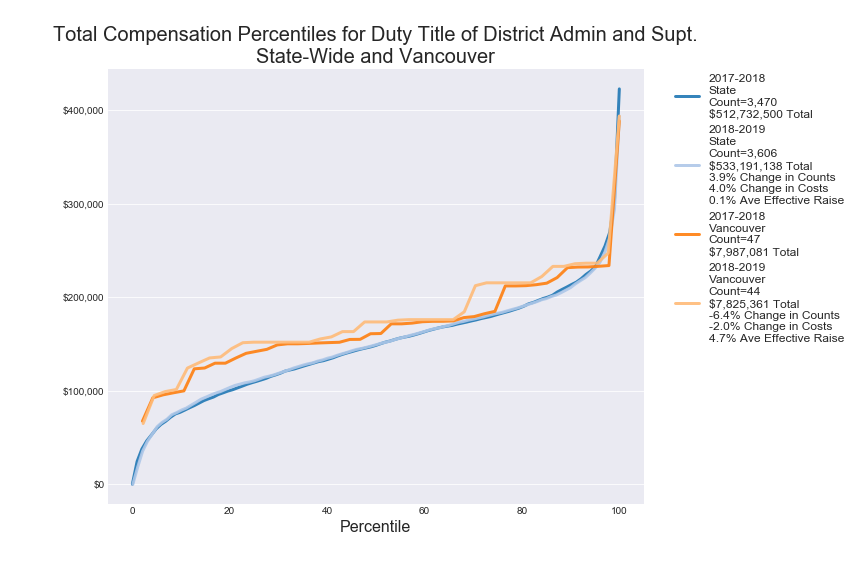 Total Compensation Percentiles for Duty Title of District Admin and Supt.
State-Wide and Vancouver
$400,000
$300,000
$200,000
$100,000
$0
0 20 40 60 80 100
Percentile
2017-2018
State
Count=3,470
$512,732,500 Total
2018-2019
State
Count=3,606
$533,191,138 Total
3.9% Change in Counts
4.0% Change in Costs
0.1% Ave Effective Raise
2017-2018
Vancouver
Count=47
$7,987,081 Total
2018-2019
Vancouver
Count=44
$7,825,361 Total
-6.4% Change in Counts
-2.0% Change in Costs
4.7% Ave Effective Raise